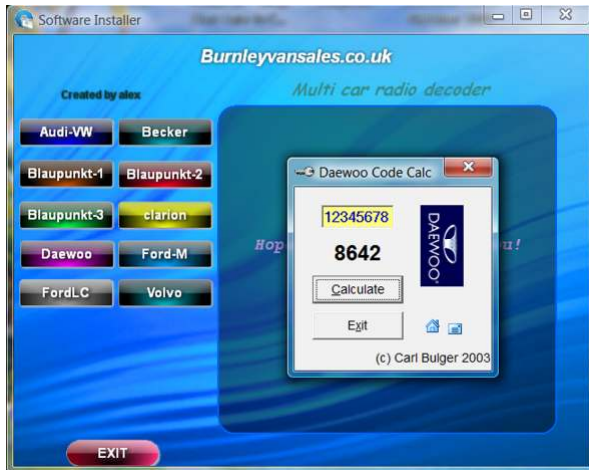 Software Installer
Burnleyvansales.co.uk
Created by alex
Multi car radio decoder
Audi-VW
Becker
Blaupunkt-1
Blaupunkt-2
Blaupunkt-3
clarion
Daewoo
Ford-M
FordLC
Volvo
EXIT
Hop
u!
Daewoo Code Calc
12345678
8642
DAEWOO
Calculate
Exit
(c) Carl Bulger 2003